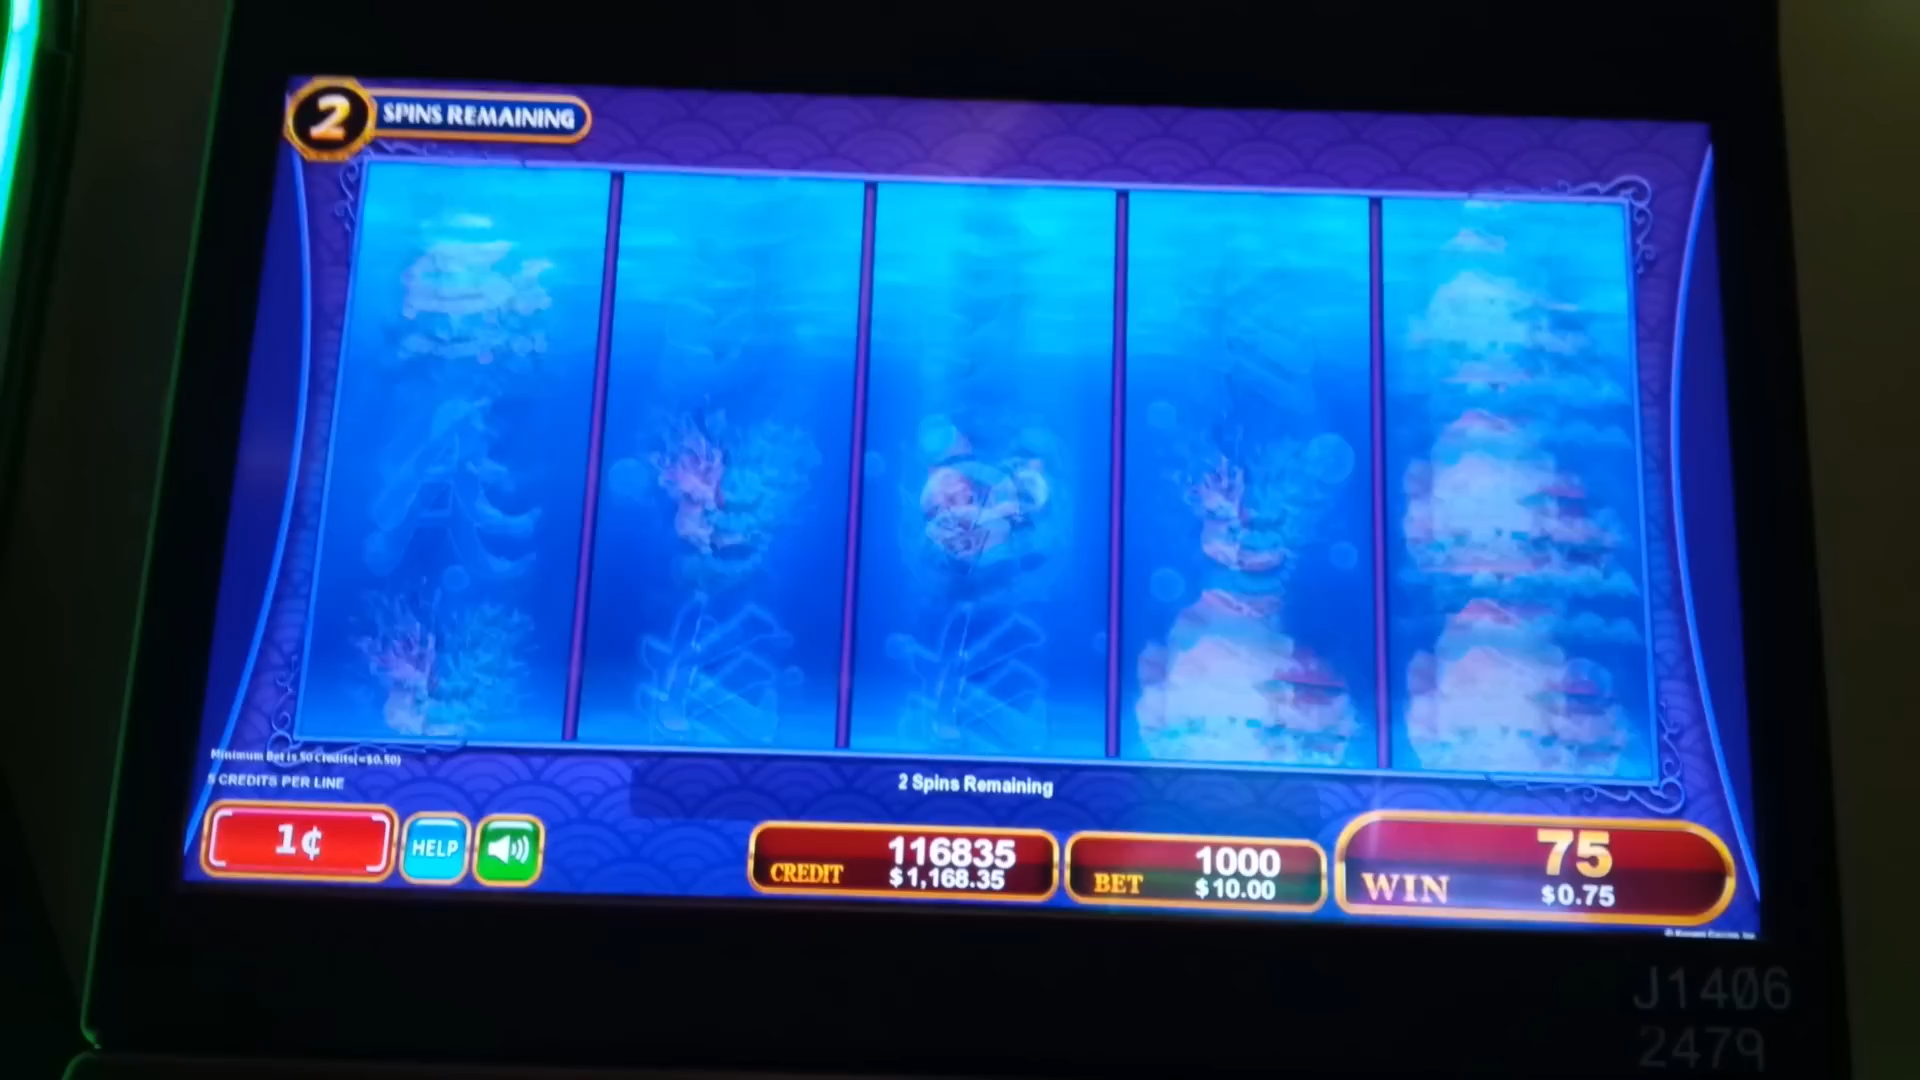 2 SPINS REMAINING
Minimum Bet is 50 Credits(=$0.50)
5 CREDITS PER LINE
2 Spins Remaining
1¢
HELP
CREDIT 116835
$1,168.35
BET 1000
$10.00
WIN 75
$0.75
J1406
2479